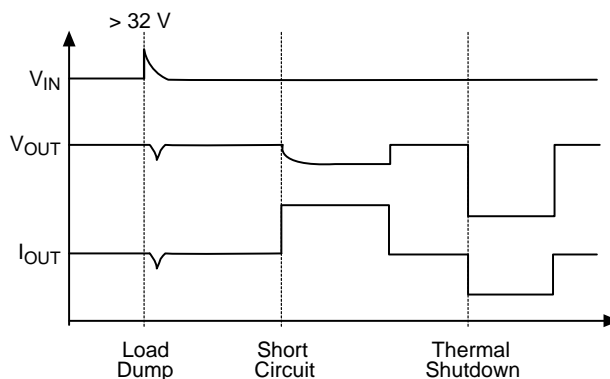 > 32 V
VIN
VOUT
IOUT
Load
Dump
Short
Circuit
Thermal
Shutdown